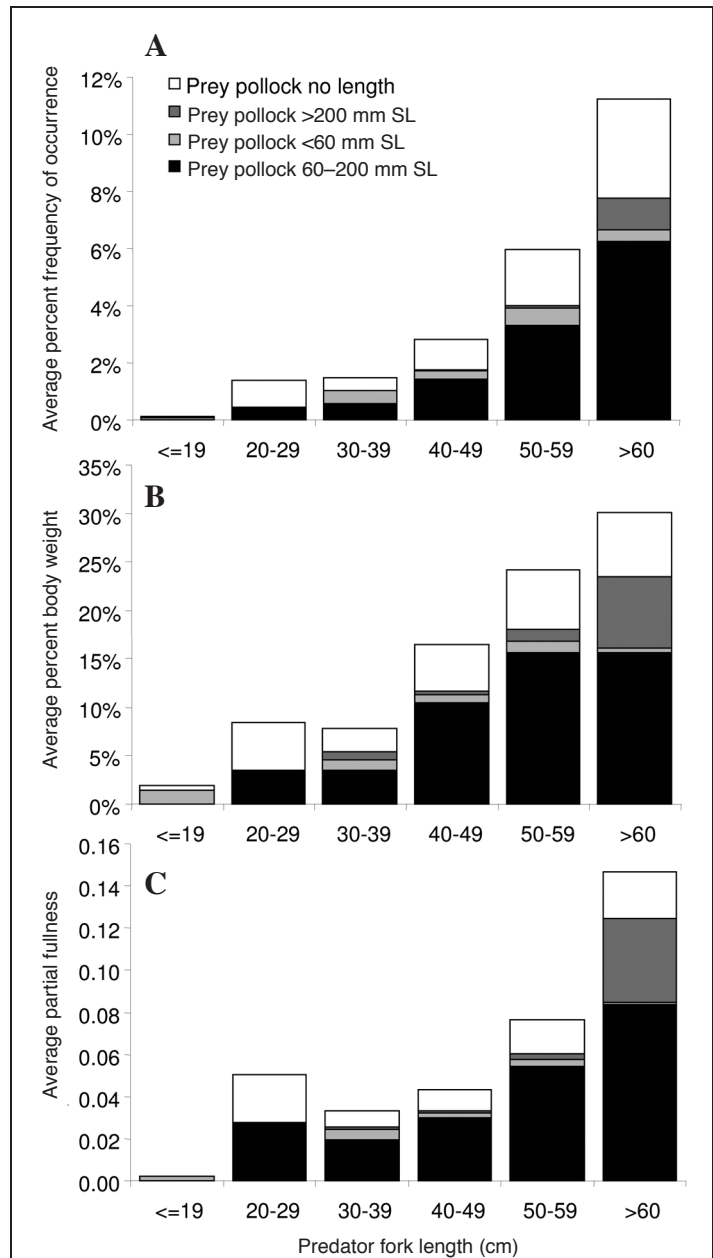 A
Average percent frequency of occurrence
12%
10%
8%
6%
4%
2%
0%
Prey pollock no length
Prey pollock >200 mm SL
Prey pollock <60 mm SL
Prey pollock 60–200 mm SL
<=19 20-29 30-39 40-49 50-59 >60
B
Average percent body weight
35%
30%
25%
20%
15%
10%
5%
0%
<=19 20-29 30-39 40-49 50-59 >60
C
Average partial fullness
0.16
0.14
0.12
0.10
0.08
0.06
0.04
0.02
0.00
<=19 20-29 30-39 40-49 50-59 >60
Predator fork length (cm)